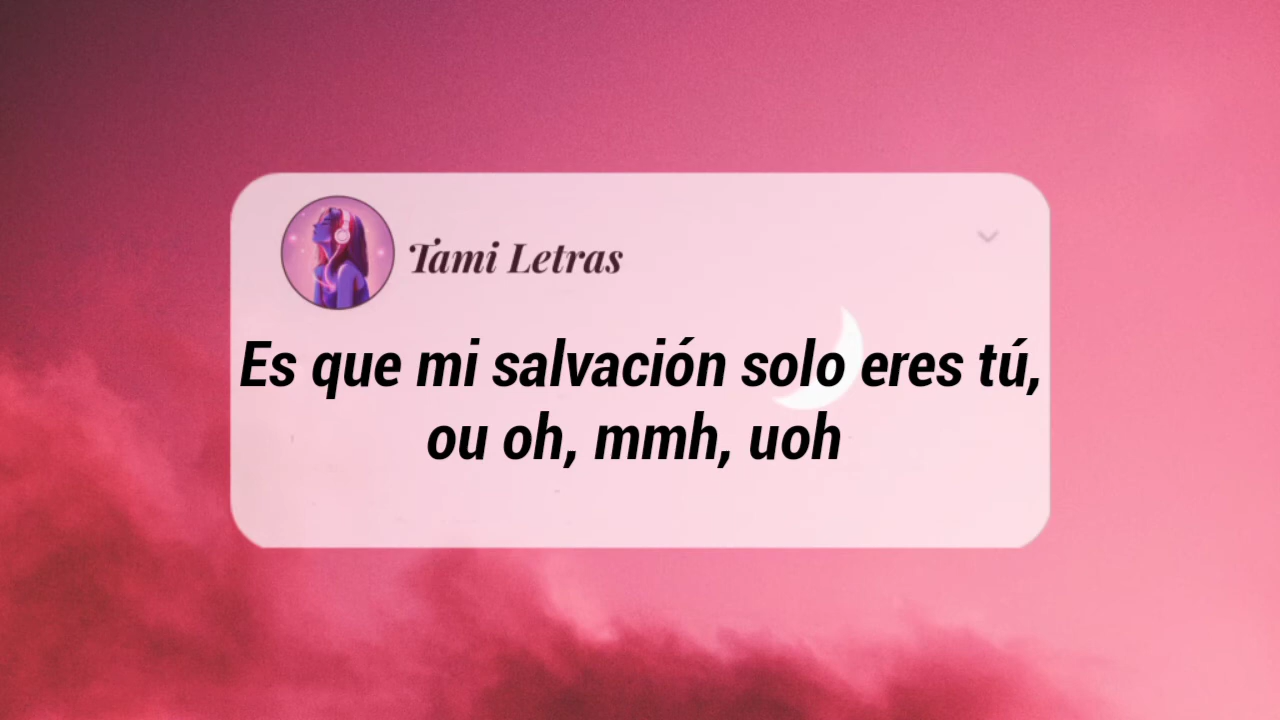 Tami Letras
Es que mi salvación solo eres tú,
ou oh, mmh, uoh